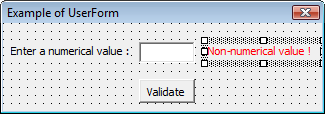 Example of UserForm
Enter a numerical value : Non-numerical value !
Validate